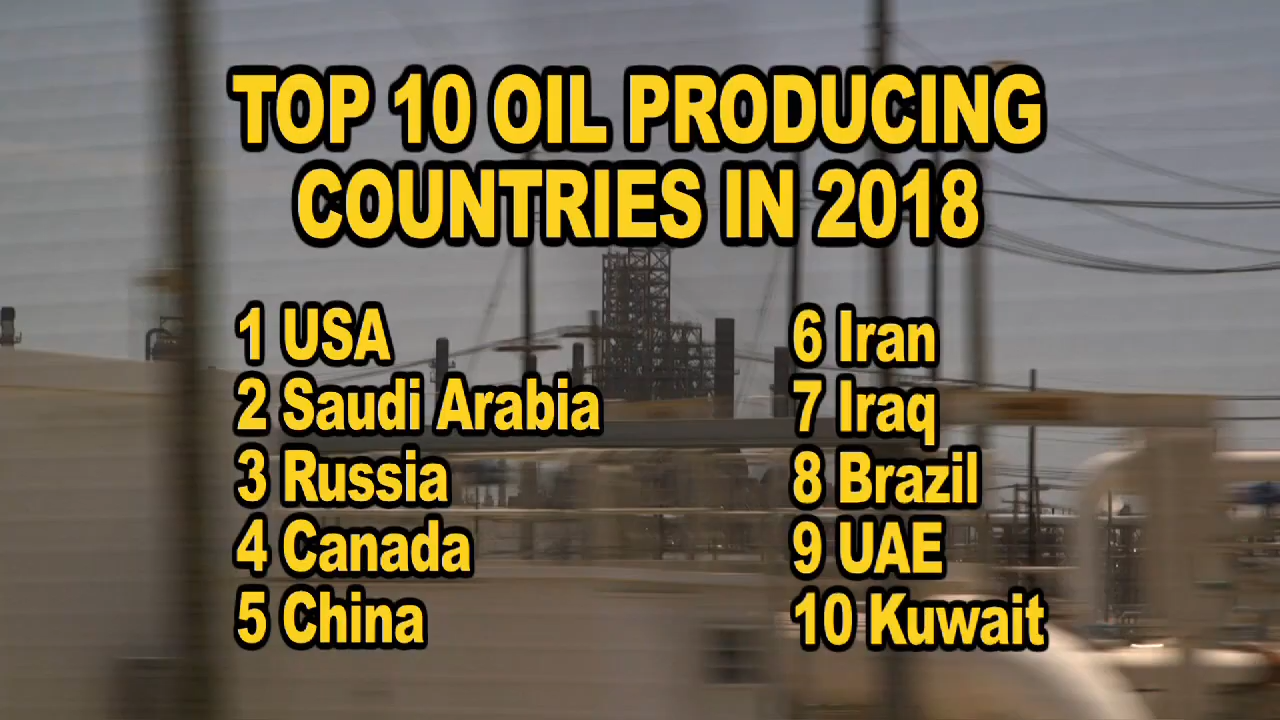 TOP 10 OIL PRODUCING
COUNTRIES IN 2018
1 USA
2 Saudi Arabia
3 Russia
4 Canada
5 China
6 Iran
7 Iraq
8 Brazil
9 UAE
10 Kuwait